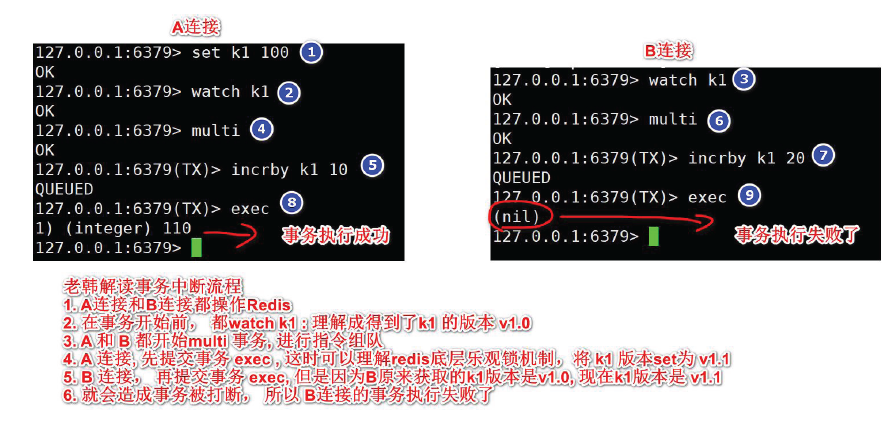 A连接
127.0.0.1:6379> set k1 100 1
OK
127.0.0.1:6379> watch k1 2
OK
127.0.0.1:6379> multi 4
OK
127.0.0.1:6379(TX)> incrby k1 10 5
QUEUED
127.0.0.1:6379(TX)> exec 8
1) (integer) 110 事务执行成功
127.0.0.1:6379>
B连接
127.0.0.1:6379> watch k1 3
OK
127.0.0.1:6379> multi 6
OK
127.0.0.1:6379(TX)> incrby k1 20 7
QUEUED
127.0.0.1:6379(TX)> exec 9
(nil)
127.0.0.1:6379> 事务执行失败了
老韩解读事务中断流程
1. A连接和B连接都操作Redis
2. 在事务开始前， 都watch k1 : 理解成得到了k1 的版本 v1.0
3. A 和 B 都开始multi 事务, 进行指令组队
4. A 连接, 先提交事务 exec , 这时可以理解redis底层乐观锁机制，将 k1 版本set为 v1.1
5. B 连接， 再提交事务 exec, 但是因为B原来获取的k1版本是v1.0, 现在k1版本是 v1.1
6. 就会造成事务被打断， 所以 B连接的事务执行失败了